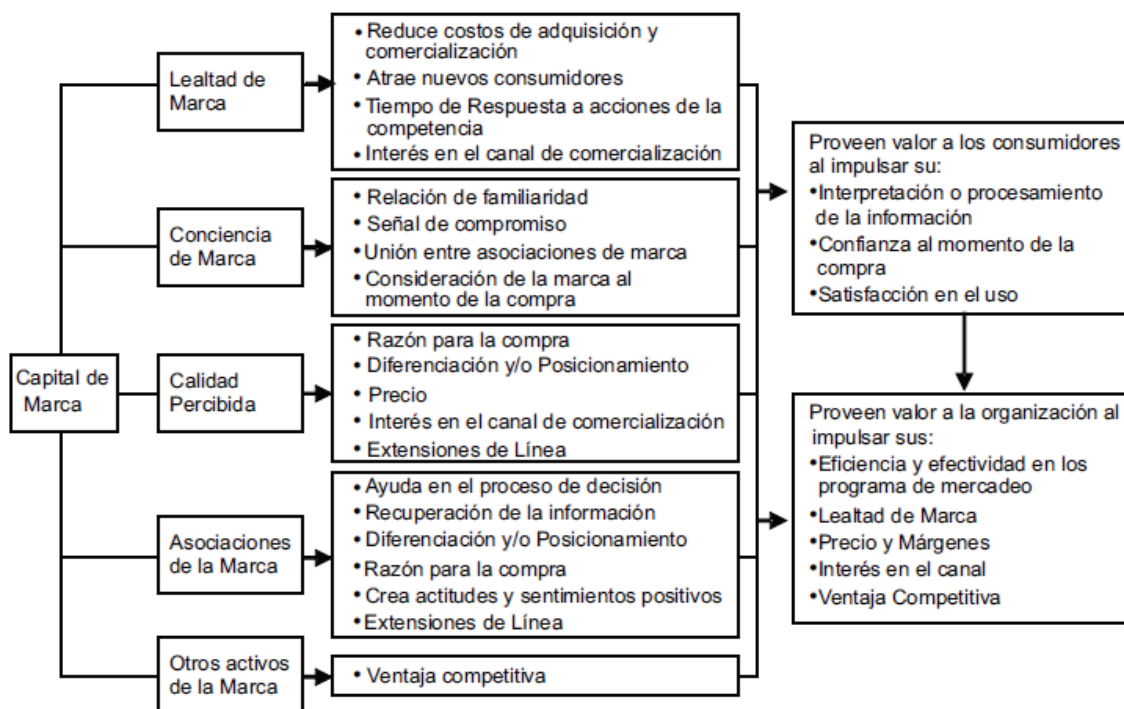 Capital de
Marca
Lealtad de
Marca
• Reduce costos de adquisición y
comercialización
• Atrae nuevos consumidores
• Tiempo de Respuesta a acciones de la
competencia
• Interés en el canal de comercialización
Conciencia
de Marca
• Relación de familiaridad
• Señal de compromiso
• Unión entre asociaciones de marca
• Consideración de la marca al
momento de la compra
Calidad
Percibida
• Razón para la compra
• Diferenciación y/o Posicionamiento
• Precio
• Interés en el canal de comercialización
• Extensiones de Línea
Asociaciones
de la Marca
• Ayuda en el proceso de decisión
• Recuperación de la información
• Diferenciación y/o Posicionamiento
• Razón para la compra
• Crea actitudes y sentimientos positivos
• Extensiones de Línea
Otros activos
de la Marca
• Ventaja competitiva
Proveen valor a los consumidores
al impulsar su:
•Interpretación o procesamiento
de la información
•Confianza al momento de la
compra
•Satisfacción en el uso
Proveen valor a la organización al
impulsar sus:
•Eficiencia y efectividad en los
programa de mercadeo
•Lealtad de Marca
•Precio y Márgenes
•Interés en el canal
•Ventaja Competitiva